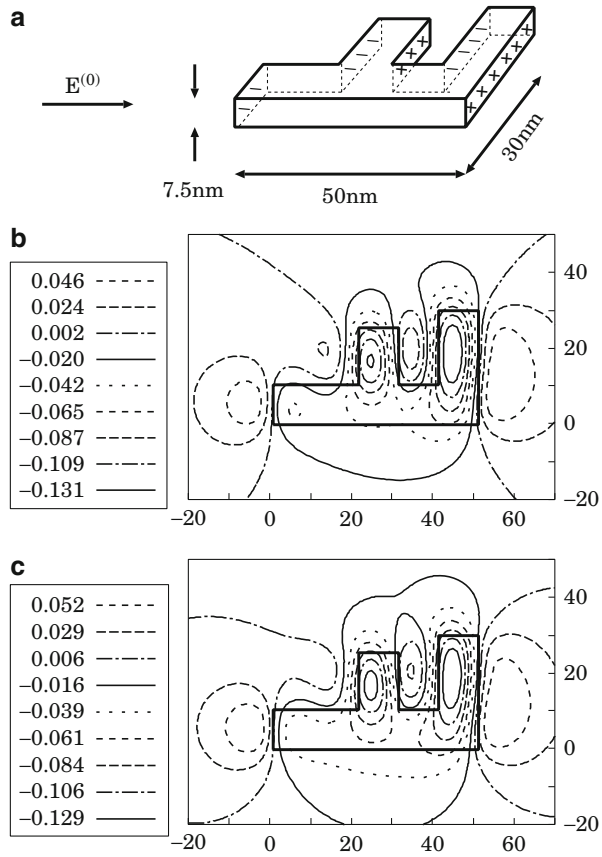 a
E(0)
− − − − − −
+ + + + + + + + +
7.5nm
50nm
30nm
b
0.046
0.024
0.002
−0.020
−0.042
−0.065
−0.087
−0.109
−0.131
40
20
0
−20
−20 0 20 40 60
c
0.052
0.029
0.006
−0.016
−0.039
−0.061
−0.084
−0.106
−0.129
40
20
0
−20
−20 0 20 40 60